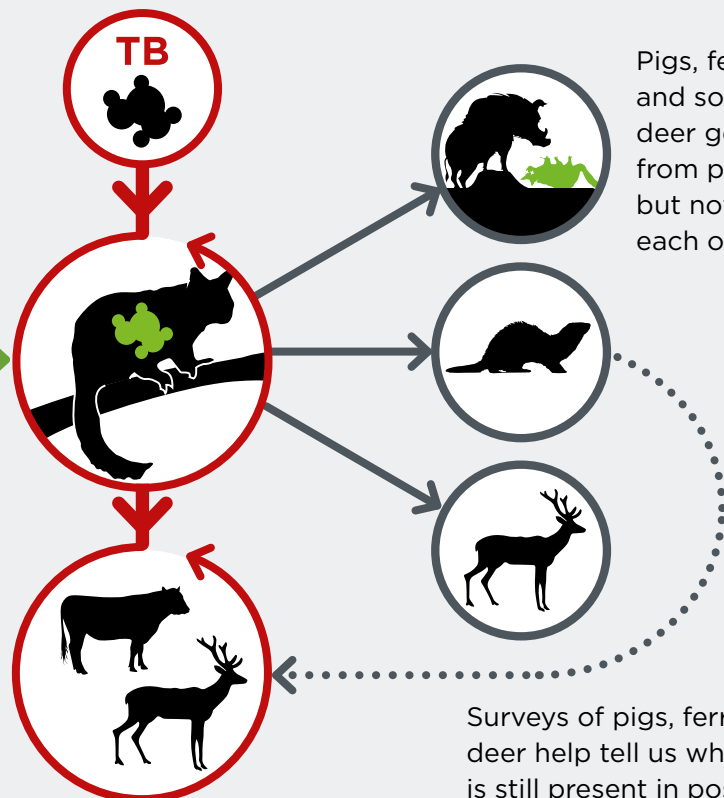 TB
Pigs, fe
and so
deer ge
from p
but no
each o
Surveys of pigs, ferr
deer help tell us wh
is still present in po